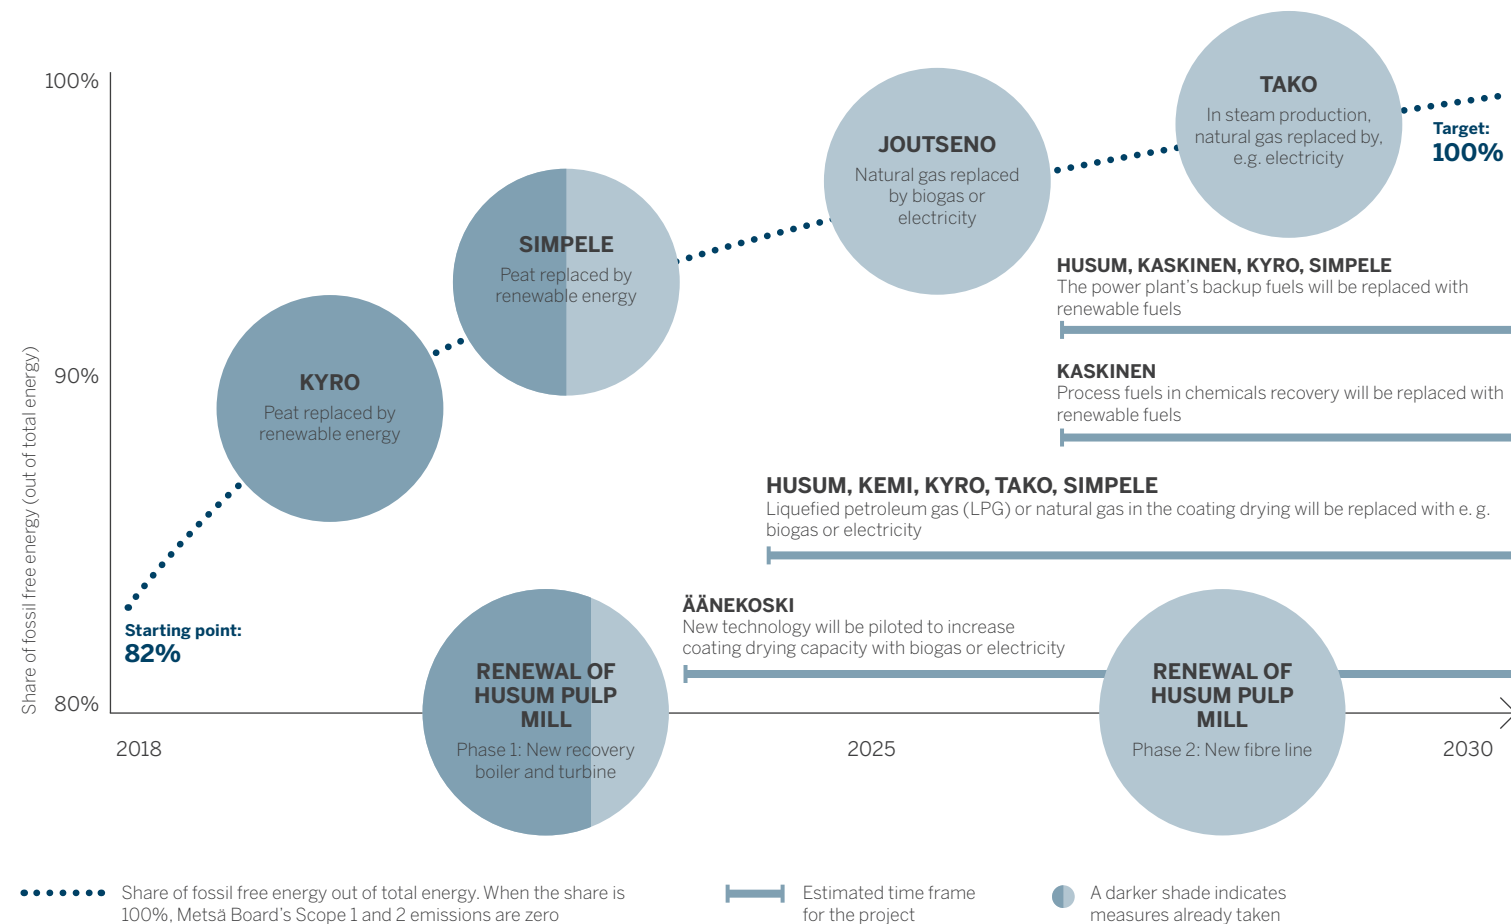 100%
90%
80%
Share of fossil free energy (out of total energy)
Starting point:
82%
KYRO
Peat replaced by
renewable energy
SIMPELE
Peat replaced by
renewable energy
JOUTSENO
Natural gas replaced
by biogas or
electricity
TAKO
In steam production,
natural gas replaced by,
e.g. electricity
Target:
100%
HUSUM, KASKINEN, KYRO, SIMPELE
The power plant's backup fuels will be replaced with
renewable fuels
KASKINEN
Process fuels in chemicals recovery will be replaced with
renewable fuels
HUSUM, KEMI, KYRO, TAKO, SIMPELE
Liquefied petroleum gas (LPG) or natural gas in the coating drying will be replaced with e. g.
biogas or electricity
ÄÄNEKOSKI
New technology will be piloted to increase
coating drying capacity with biogas or electricity
RENEWAL OF
HUSUM PULP
MILL
Phase 1: New recovery
boiler and turbine
RENEWAL OF
HUSUM PULP
MILL
Phase 2: New fibre line
2018
2025
2030
Share of fossil free energy out of total energy. When the share is
100%, Metsä Board's Scope 1 and 2 emissions are zero
Estimated time frame
for the project
A darker shade indicates
measures already taken